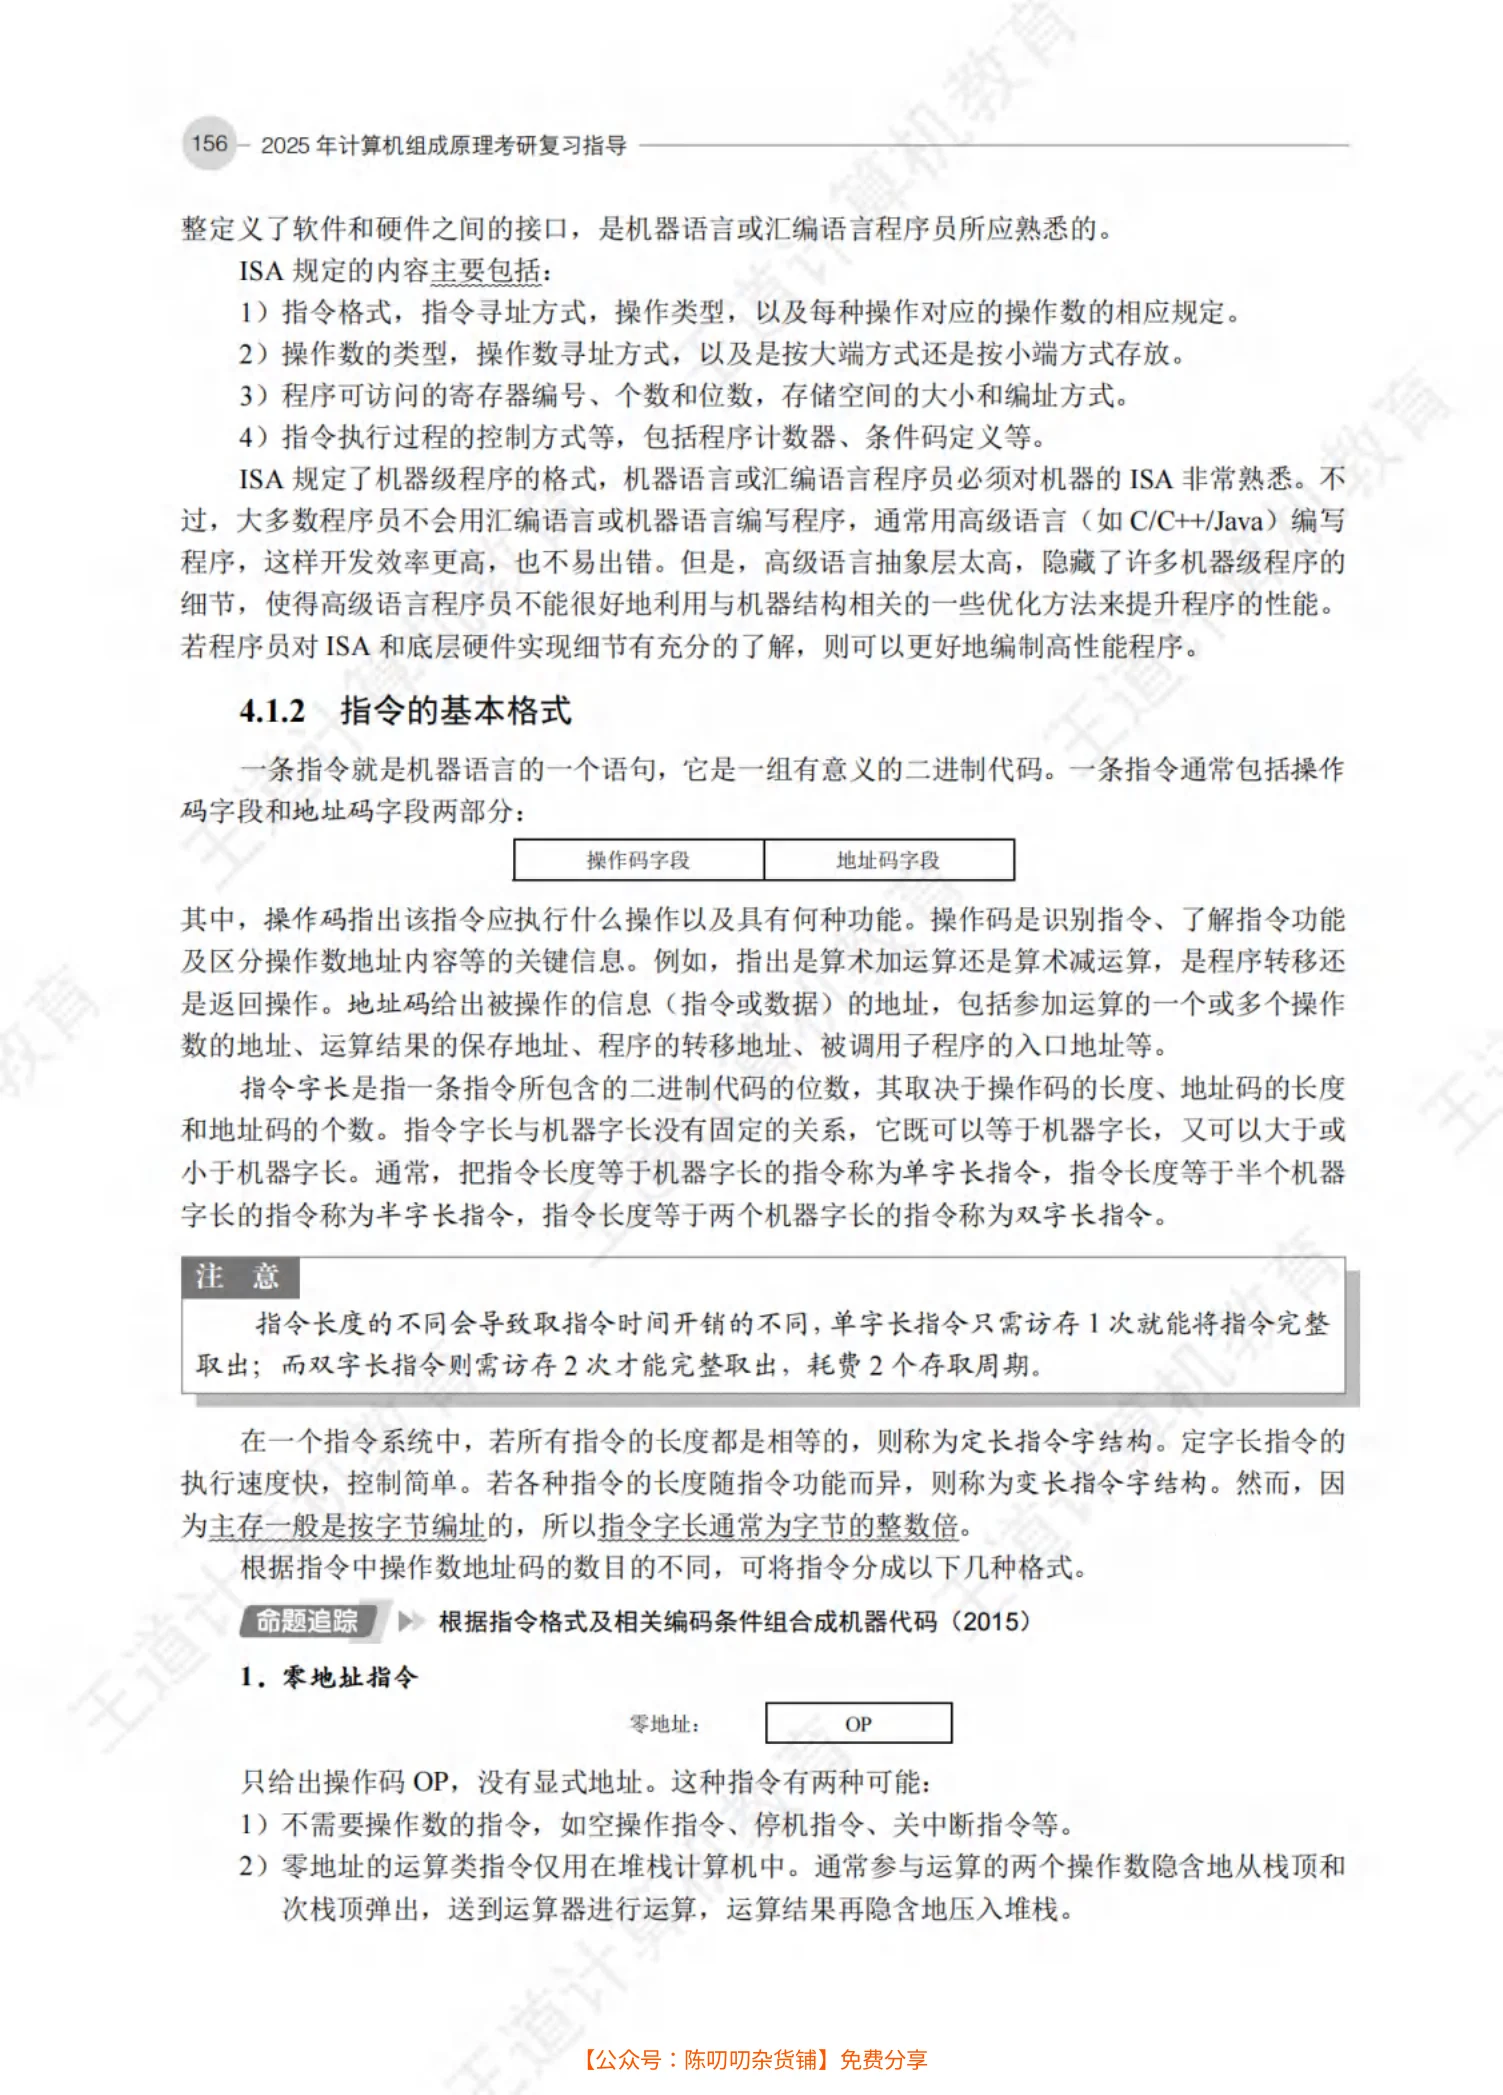 156 2025 年计算机组成原理考研复习指导
整定义了软件和硬件之间的接口，是机器语言或汇编语言程序员所应熟悉的。
ISA 规定的内容主要包括：
1）指令格式，指令寻址方式，操作类型，以及每种操作对应的操作数的相应规定。
2）操作数的类型，操作数寻址方式，以及是按大端方式还是按小端方式存放。
3）程序可访问的寄存器编号、个数和位数，存储空间的大小和编址方式。
4）指令执行过程的控制方式等，包括程序计数器、条件码定义等。
ISA 规定了机器级程序的格式，机器语言或汇编语言程序员必须对机器的 ISA 非常熟悉。不
过，大多数程序员不会用汇编语言或机器语言编写程序，通常用高级语言（如 C/C++/Java）编写
程序，这样开发效率更高，也不易出错。但是，高级语言抽象层太高，隐藏了许多机器级程序的
细节，使得高级语言程序员不能很好地利用与机器结构相关的一些优化方法来提升程序的性能。
若程序员对 ISA 和底层硬件实现细节有充分的了解，则可以更好地编制高性能程序。
4.1.2 指令的基本格式
一条指令就是机器语言的一个语句，它是一组有意义的二进制代码。一条指令通常包括操作
码字段和地址码字段两部分：
操作码字段 地址码字段
其中，操作码指出该指令应执行什么操作以及具有何种功能。操作码是识别指令、了解指令功能
及区分操作数地址内容等的关键信息。例如，指出是算术加运算还是算术减运算，是程序转移还
是返回操作。地址码给出被操作的信息（指令或数据）的地址，包括参加运算的一个或多个操作
数的地址、运算结果的保存地址、程序的转移地址、被调用子程序的入口地址等。
指令字长是指一条指令所包含的二进制代码的位数，其取决于操作码的长度、地址码的长度
和地址码的个数。指令字长与机器字长没有固定的关系，它既可以等于机器字长，又可以大于或
小于机器字长。通常，把指令长度等于机器字长的指令称为单字长指令，指令长度等于半个机器
字长的指令称为半字长指令，指令长度等于两个机器字长的指令称为双字长指令。
注 意
指令长度的不同会导致取指令时间开销的不同，单字长指令只需访存 1 次就能将指令完整
取出；而双字长指令则需访存 2 次才能完整取出，耗费 2 个存取周期。
在一个指令系统中，若所有指令的长度都是相等的，则称为定长指令字结构。定字长指令的
执行速度快，控制简单。若各种指令的长度随指令功能而异，则称为变长指令字结构。然而，因
为主存一般是按字节编址的，所以指令字长通常为字节的整数倍。
根据指令中操作数地址码的数目的不同，可将指令分成以下几种格式。
命题追踪 根据指令格式及相关编码条件组合成机器代码（2015）
1．零地址指令
零地址： OP
只给出操作码 OP，没有显式地址。这种指令有两种可能：
1）不需要操作数的指令，如空操作指令、停机指令、关中断指令等。
2）零地址的运算类指令仅用在堆栈计算机中。通常参与运算的两个操作数隐含地从栈顶和
次栈顶弹出，送到运算器进行运算，运算结果再隐含地压入堆栈。
【公众号：陈叨叨杂货铺】免费分享
王道计算机教育